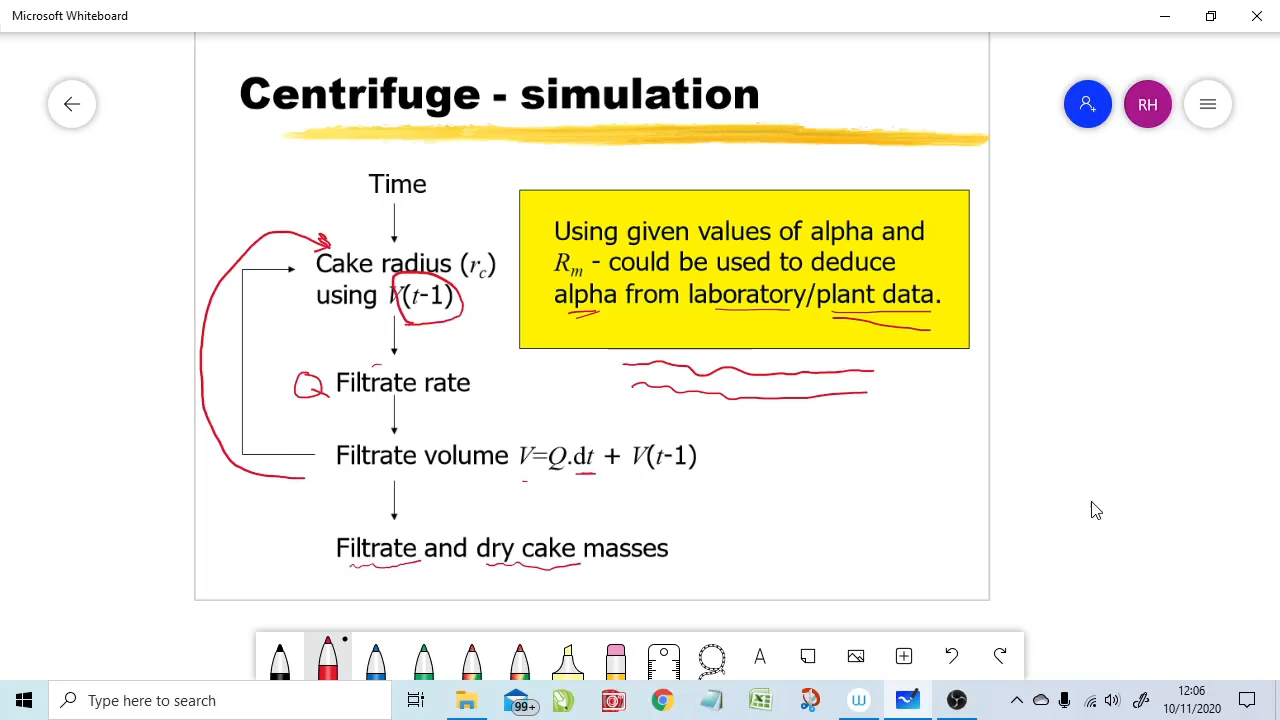 Microsoft Whiteboard
Centrifuge - simulation
RH
Time
Cake radius (rc)
using V(t-1)
Using given values of alpha and
Rm - could be used to deduce
alpha from laboratory/plant data.
Q Filtrate rate
Filtrate volume V=Q.dt + V(t-1)
Filtrate and dry cake masses
A
Type here to search
99+
W
12:06
10/11/2020